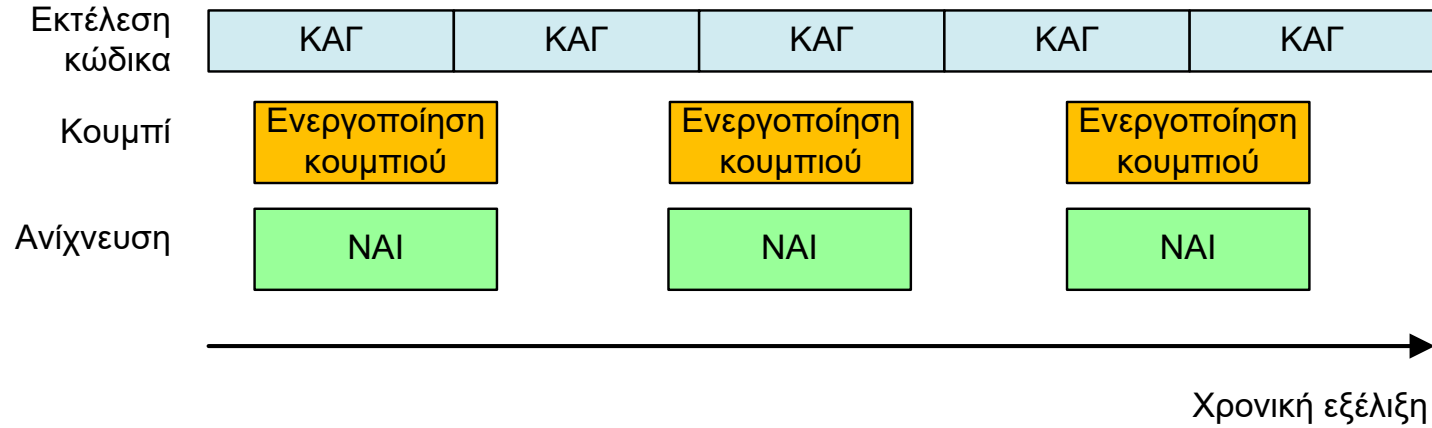 Εκτέλεση
κώδικα
ΚΑΓ ΚΑΓ ΚΑΓ ΚΑΓ ΚΑΓ
Κουμπί
Ενεργοποίηση
κουμπιού
Ενεργοποίηση
κουμπιού
Ενεργοποίηση
κουμπιού
Ανίχνευση
ΝΑΙ ΝΑΙ ΝΑΙ
Χρονική εξέλιξη